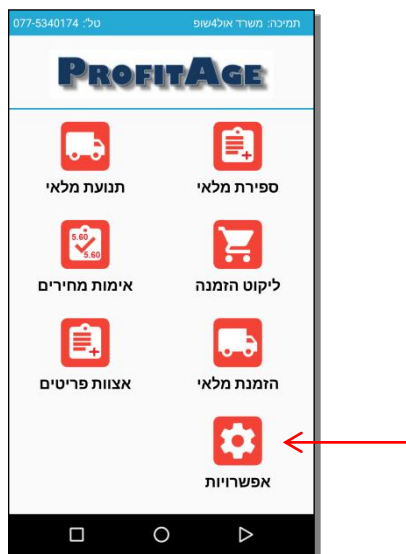 תמיכה: משרד אול4שופ טל': 077-5340174
PROFITAGE
ספירת מלאי תנועת מלאי
5.60
5.60
ליקוט הזמנה אימות מחירים
הזמנת מלאי אצוות פריטים
אפשרויות